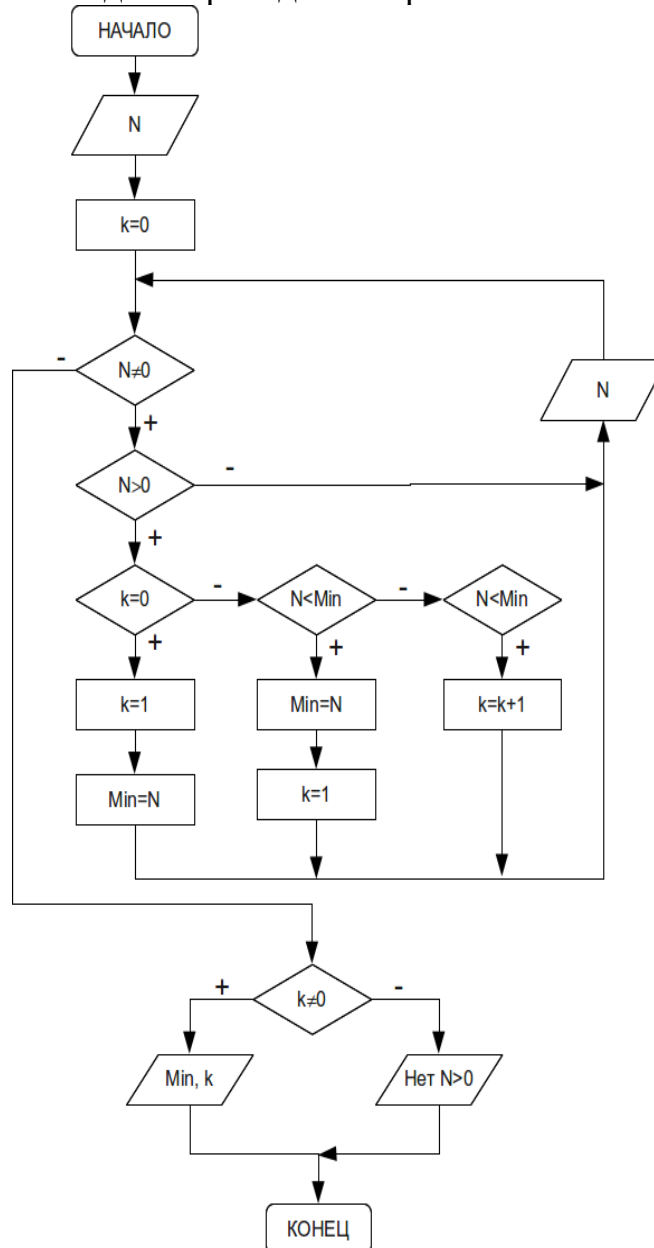 НАЧАЛО
N
k=0
-
N≠0
N
+
N>0
-
+
k=0
-
N<Min
-
N<Min
+
+
+
k=1
Min=N
k=k+1
Min=N
k=1
+
k≠0
-
Min, k
Нет N>0
КОНЕЦ